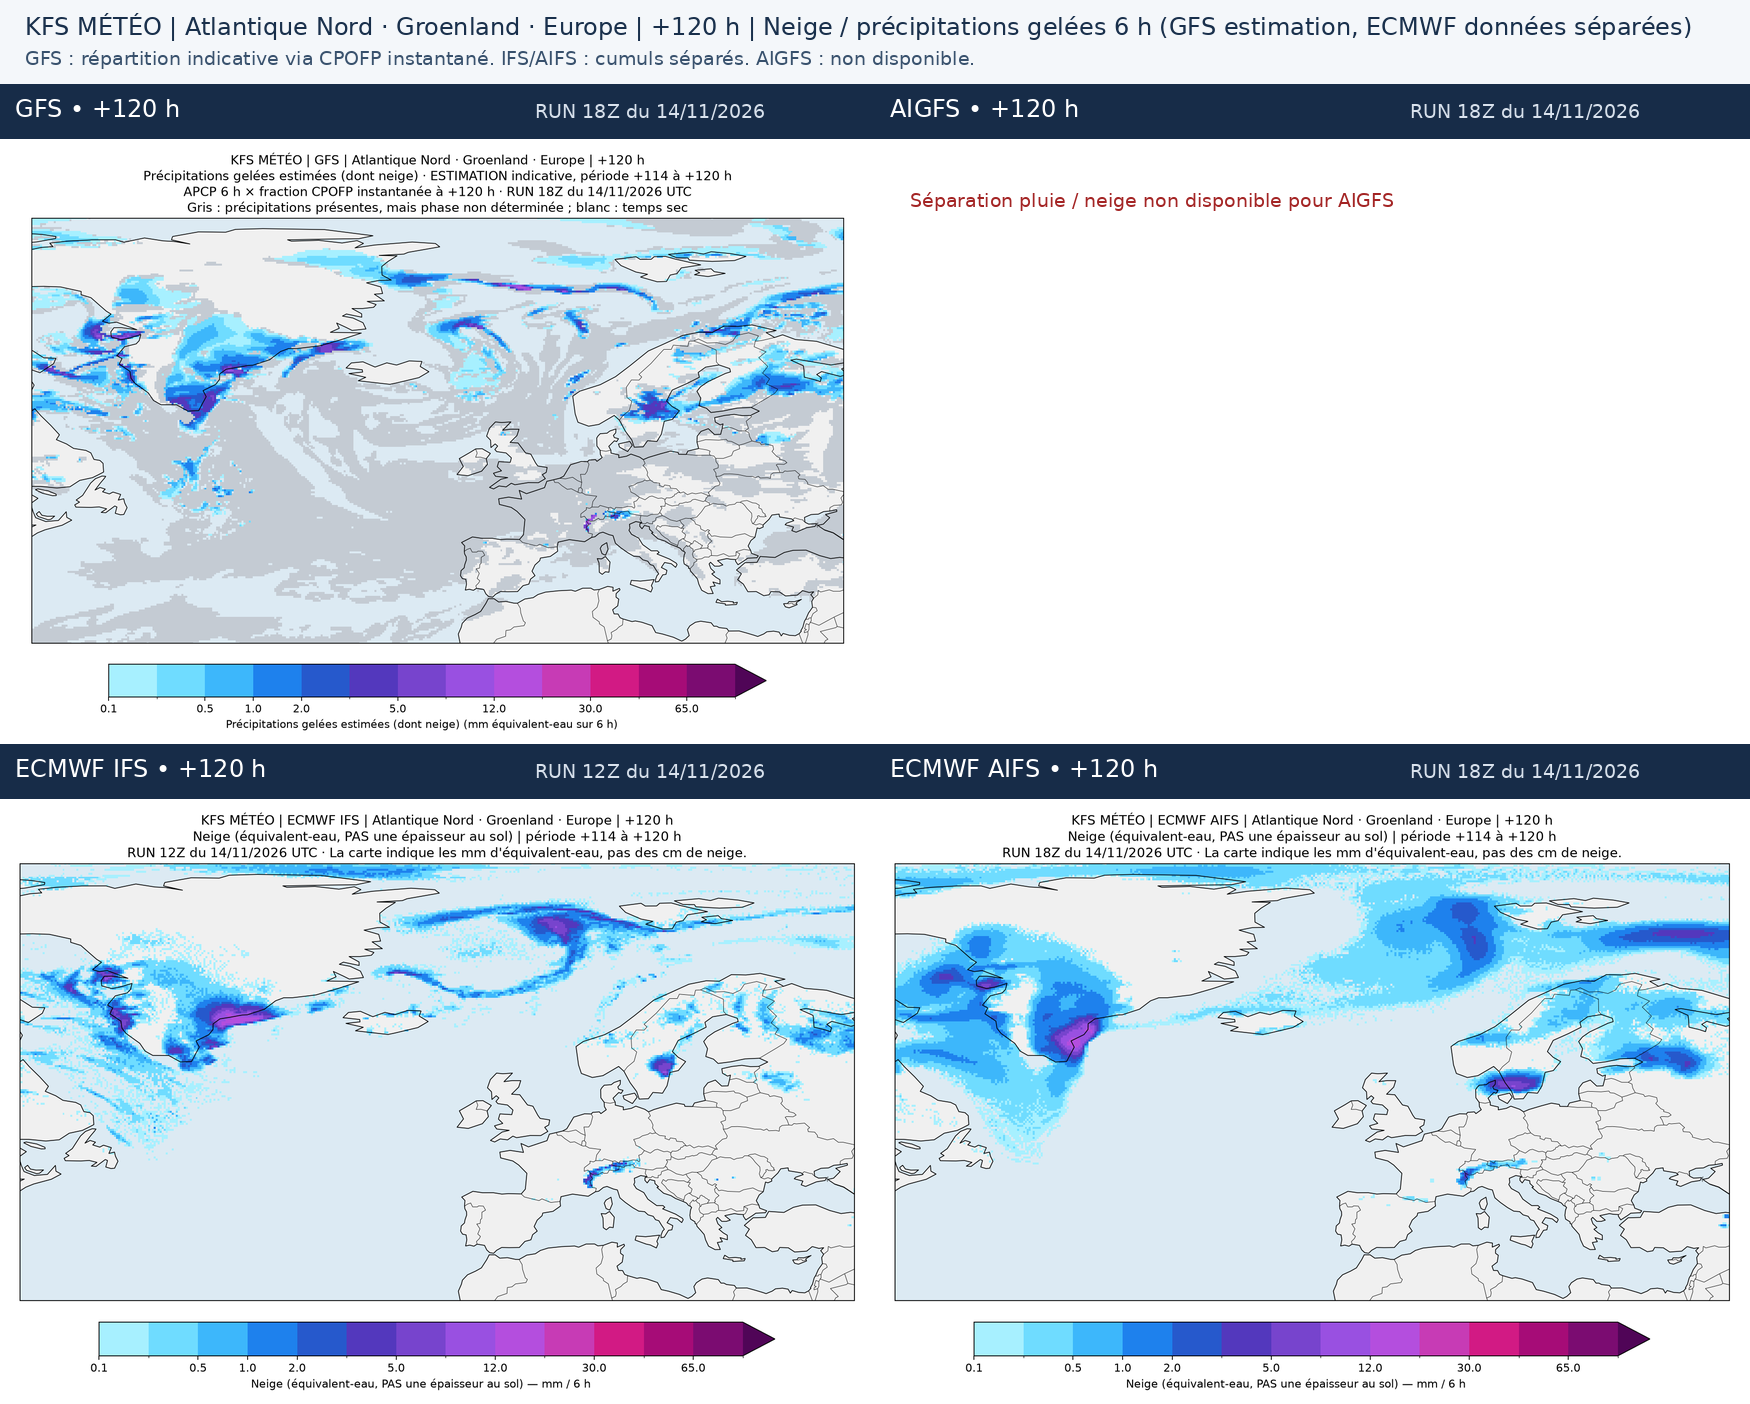 KFS MÉTÉO | Atlantique Nord · Groenland · Europe | +120 h | Neige / précipitations gelées 6 h (GFS estimation, ECMWF données séparées)
GFS : répartition indicative via CPOFP instantané. IFS/AIFS : cumuls séparés. AIGFS : non disponible.
GFS • +120 h
RUN 18Z du 14/11/2026
AIGFS • +120 h
RUN 18Z du 14/11/2026
KFS MÉTÉO | GFS | Atlantique Nord · Groenland · Europe | +120 h
Précipitations gelées estimées (dont neige) · ESTIMATION indicative, période +114 à +120 h
APCP 6 h × fraction CPOFP instantanée à +120 h · RUN 18Z du 14/11/2026 UTC
Gris : précipitations présentes, mais phase non déterminée ; blanc : temps sec
Séparation pluie / neige non disponible pour AIGFS
0.1 0.5 1.0 2.0 5.0 12.0 30.0 65.0
Précipitations gelées estimées (dont neige) (mm équivalent-eau sur 6 h)
ECMWF IFS • +120 h
RUN 12Z du 14/11/2026
ECMWF AIFS • +120 h
RUN 18Z du 14/11/2026
KFS MÉTÉO | ECMWF IFS | Atlantique Nord · Groenland · Europe | +120 h
Neige (équivalent-eau, PAS une épaisseur au sol) | période +114 à +120 h
RUN 12Z du 14/11/2026 UTC · La carte indique les mm d'équivalent-eau, pas des cm de neige.
KFS MÉTÉO | ECMWF AIFS | Atlantique Nord · Groenland · Europe | +120 h
Neige (équivalent-eau, PAS une épaisseur au sol) | période +114 à +120 h
RUN 18Z du 14/11/2026 UTC · La carte indique les mm d'équivalent-eau, pas des cm de neige.
0.1 0.5 1.0 2.0 5.0 12.0 30.0 65.0
Neige (équivalent-eau, PAS une épaisseur au sol) — mm / 6 h
0.1 0.5 1.0 2.0 5.0 12.0 30.0 65.0
Neige (équivalent-eau, PAS une épaisseur au sol) — mm / 6 h